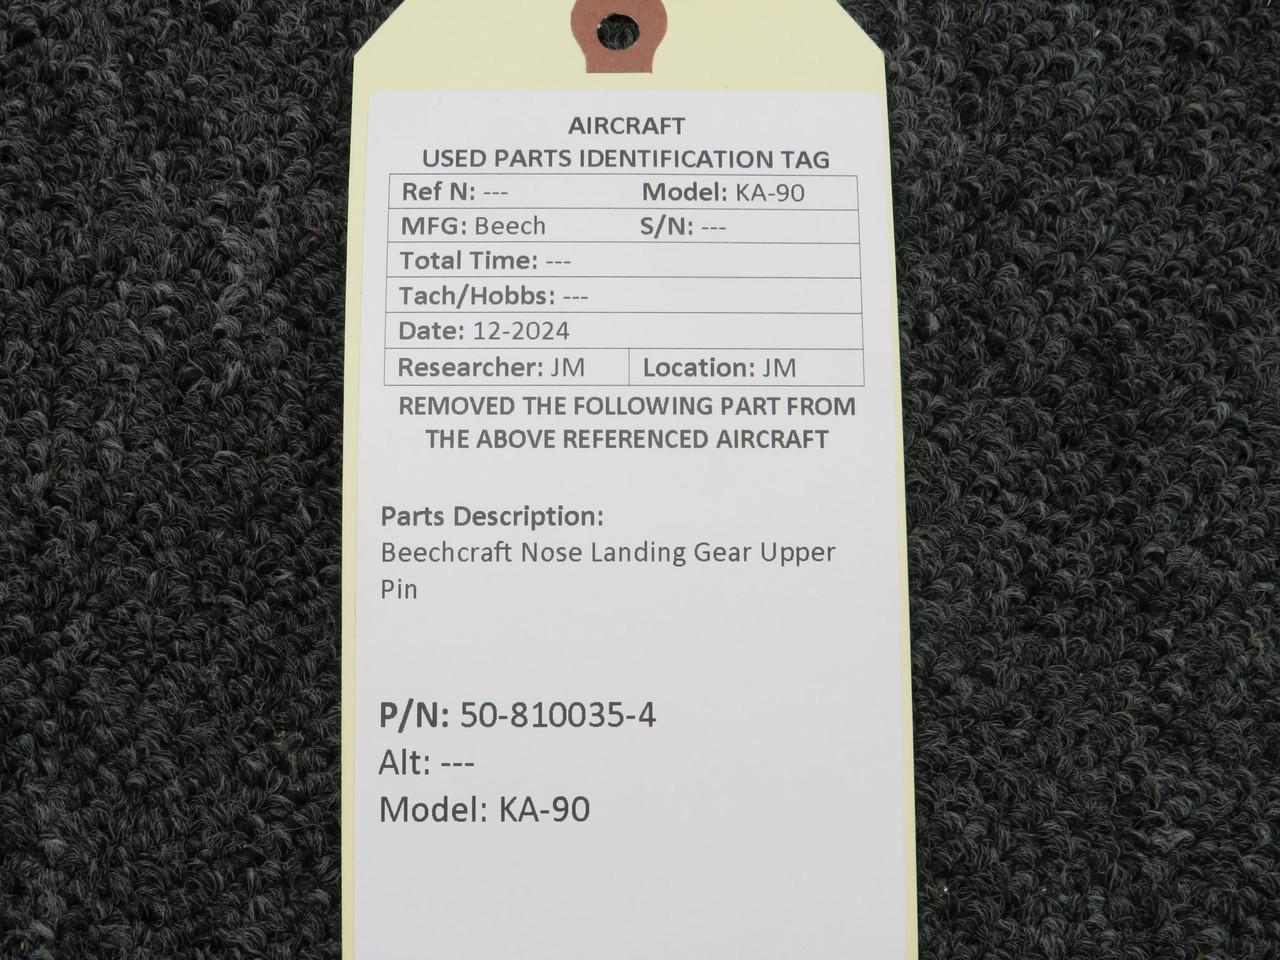 AIRCRAFT
USED PARTS IDENTIFICATION TAG
Ref N: --- Model: KA-90
MFG: Beech S/N: ---
Total Time: ---
Tach/Hobbs: ---
Date: 12-2024
Researcher: JM Location: JM
REMOVED THE FOLLOWING PART FROM
THE ABOVE REFERENCED AIRCRAFT
Parts Description:
Beechcraft Nose Landing Gear Upper
Pin
P/N: 50-810035-4
Alt: ---
Model: KA-90